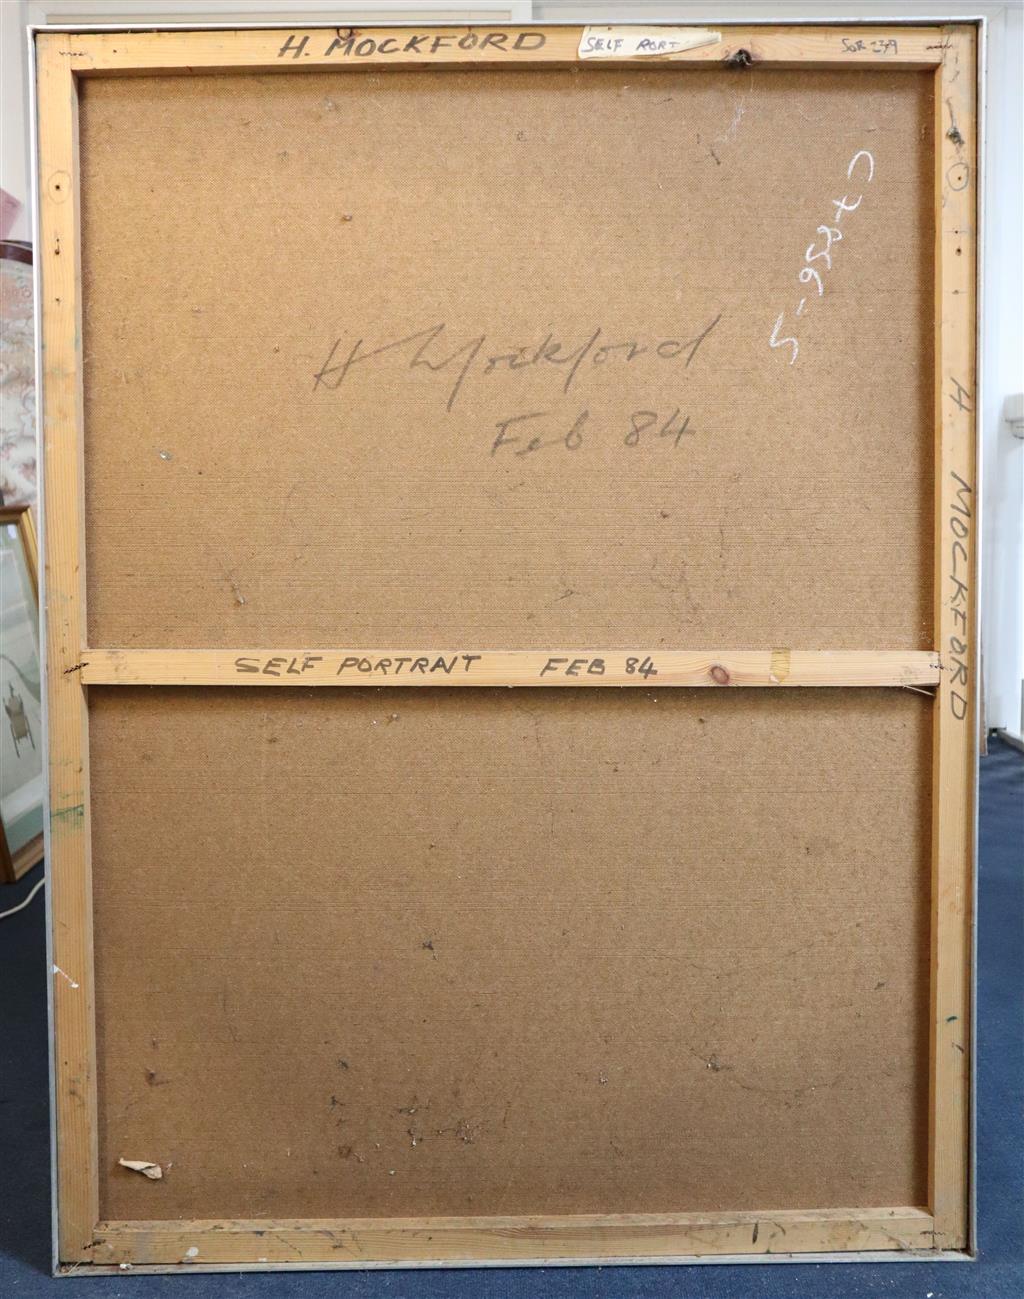 H. MOCKFORD
SELF PORT
H Mockford
Feb 84
H. MOCKFORD
SELF PORTRAIT FEB 84